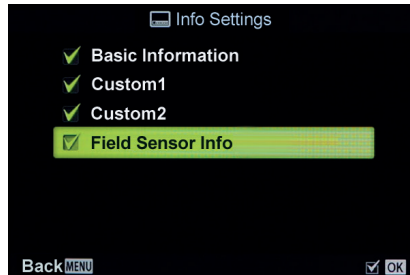 Info Settings
Basic Information
Custom1
Custom2
Field Sensor Info
Back MENU
OK